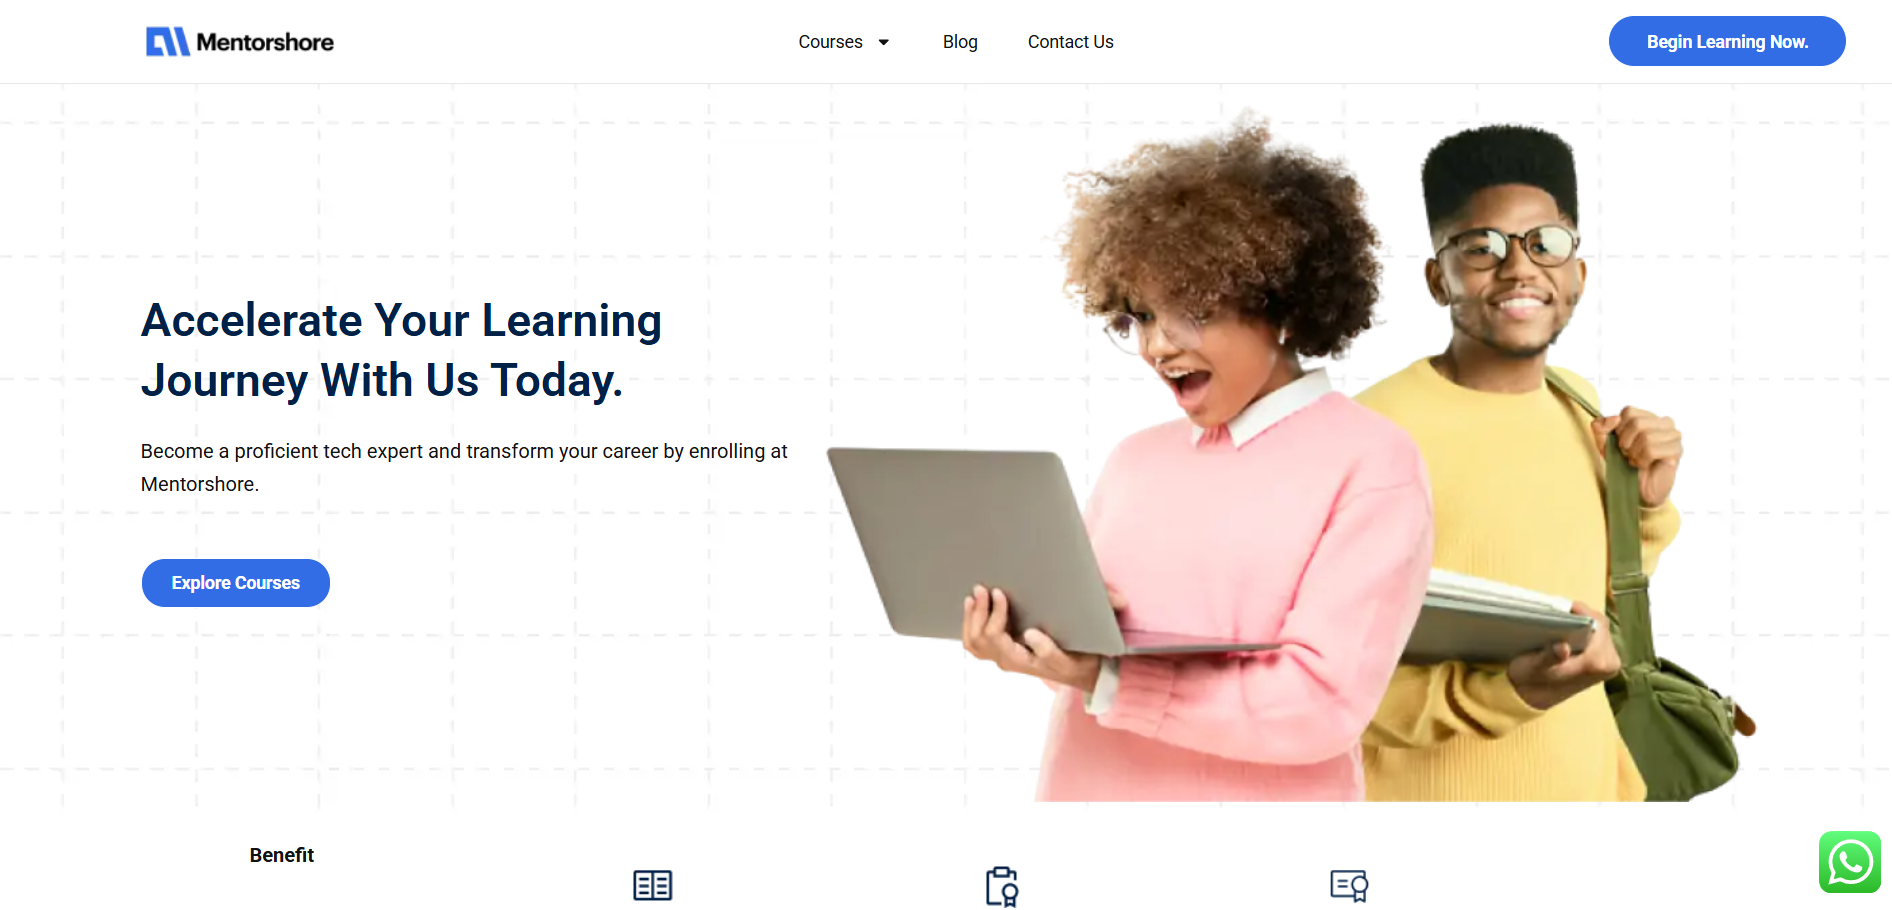 Mentorshore
Courses
Blog
Contact Us
Begin Learning Now.
Accelerate Your Learning
Journey With Us Today.
Become a proficient tech expert and transform your career by enrolling at
Mentorshore.
Explore Courses
Benefit